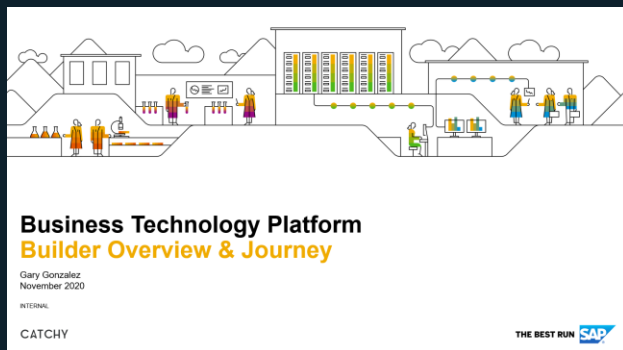 Business Technology Platform
Builder Overview & Journey
Gary Gonzalez
November 2020
INTERNAL
CATCHY
THE BEST RUN SAP